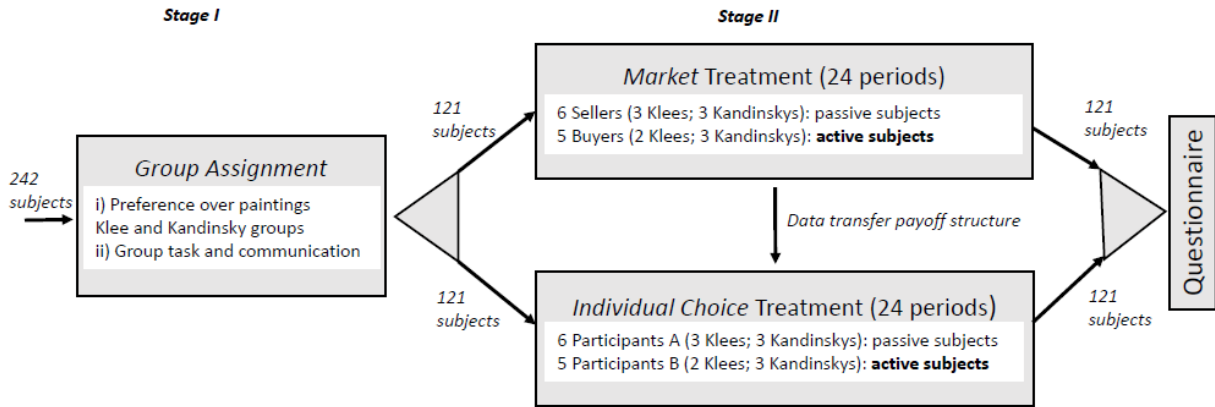 Stage I
Stage II
242
subjects
Group Assignment
i) Preference over paintings
Klee and Kandinsky groups
ii) Group task and communication
121
subjects
121
subjects
Market Treatment (24 periods)
6 Sellers (3 Klees; 3 Kandinskys): passive subjects
5 Buyers (2 Klees; 3 Kandinskys): active subjects
Data transfer payoff structure
Individual Choice Treatment (24 periods)
6 Participants A (3 Klees; 3 Kandinskys): passive subjects
5 Participants B (2 Klees; 3 Kandinskys): active subjects
121
subjects
121
subjects
Questionnaire